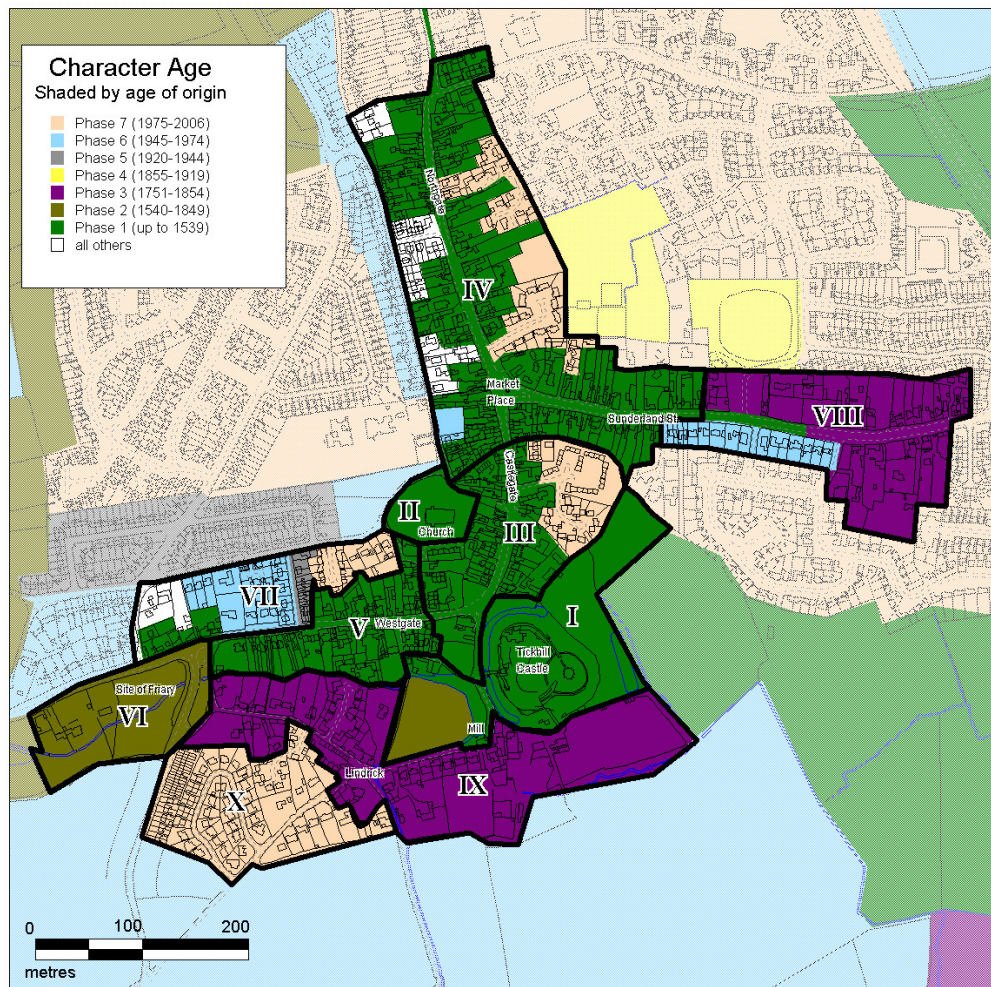 Character Age
Shaded by age of origin
Phase 7 (1975-2006)
Phase 6 (1945-1974)
Phase 5 (1920-1944)
Phase 4 (1855-1919)
Phase 3 (1751-1854)
Phase 2 (1540-1849)
Phase 1 (up to 1539)
all others
Northgate
IV
Market
Place
Sunderland St
VIII
Castlegate
II
Church
III
VII
I
V
Westgate
Tickhill
Castle
Site of Friary
VI
Mill
Lindrick
IX
X
0 100 200
metres